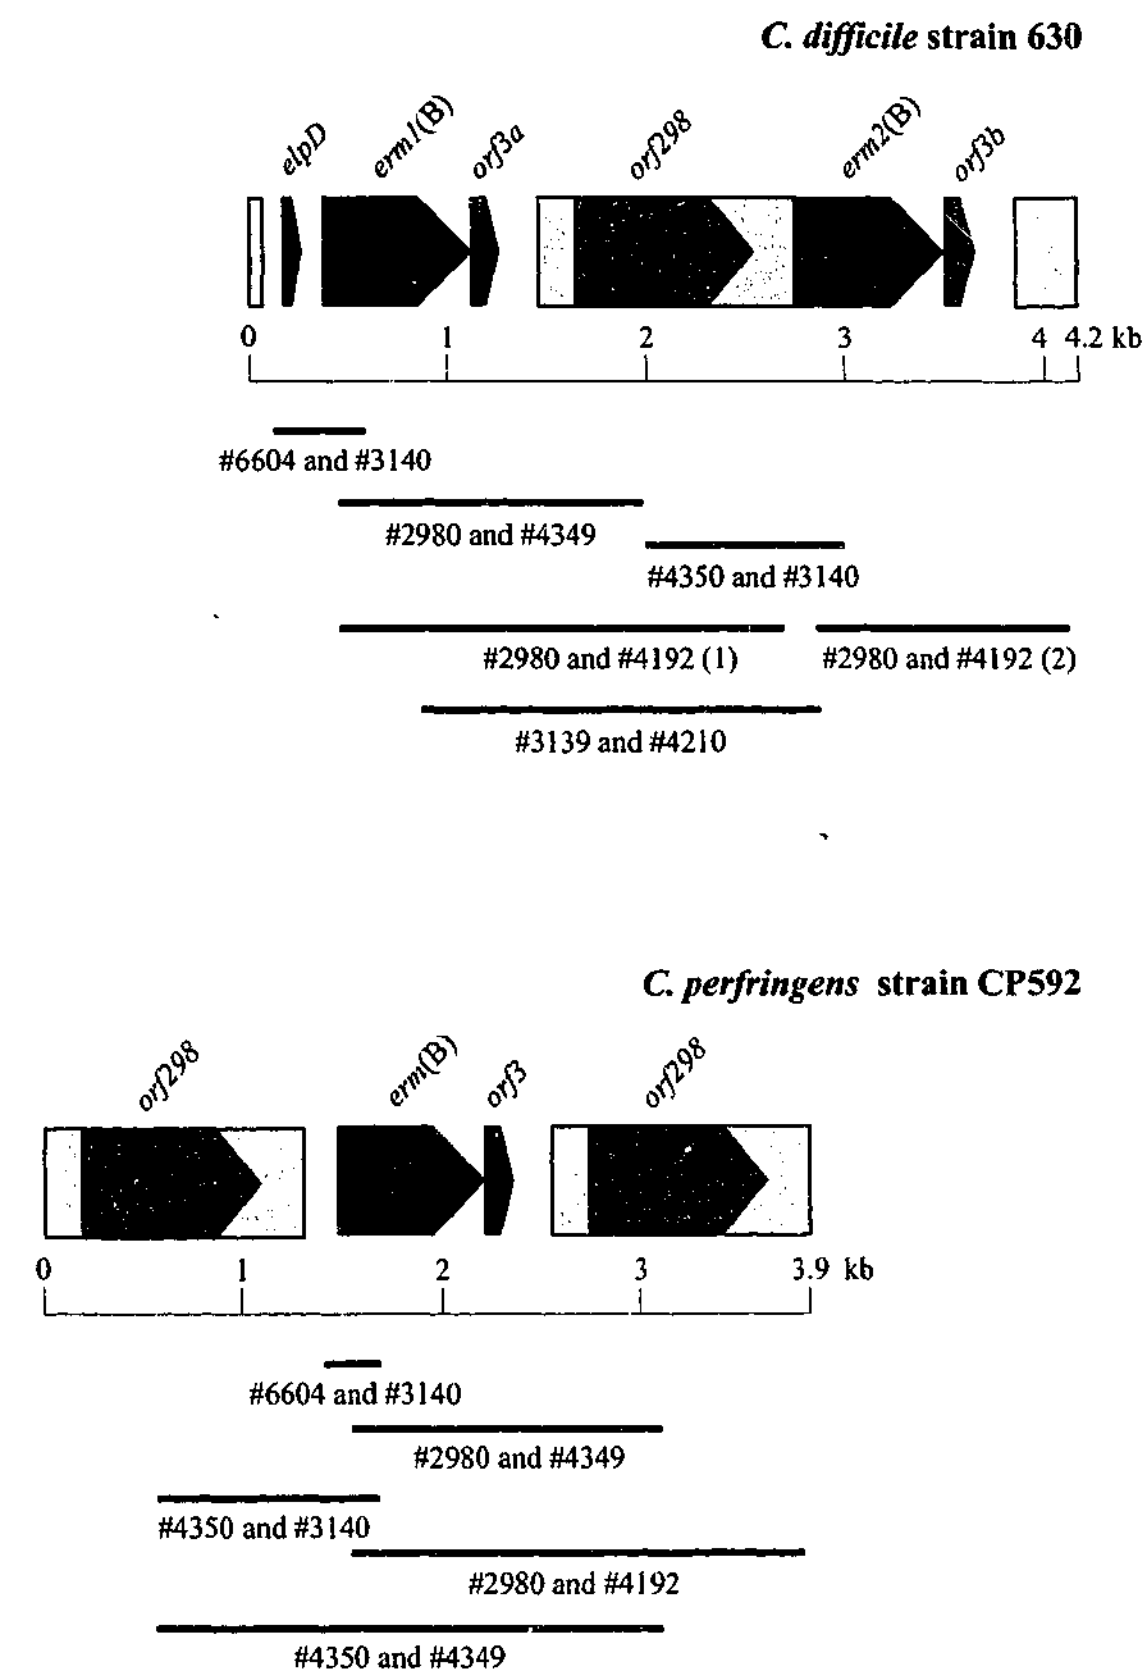 C. difficile strain 630
elpD erm1(B) orf3a orf298 erm2(B) orf3b
0 1 2 3 4 4.2 kb
#6604 and #3140
#2980 and #4349
#4350 and #3140
#2980 and #4192 (1) #2980 and #4192 (2)
#3139 and #4210
C. perfringens strain CP592
orf298 erm(B) orf3 orf298
0 1 2 3 3.9 kb
#6604 and #3140
#2980 and #4349
#4350 and #3140
#2980 and #4192
#4350 and #4349